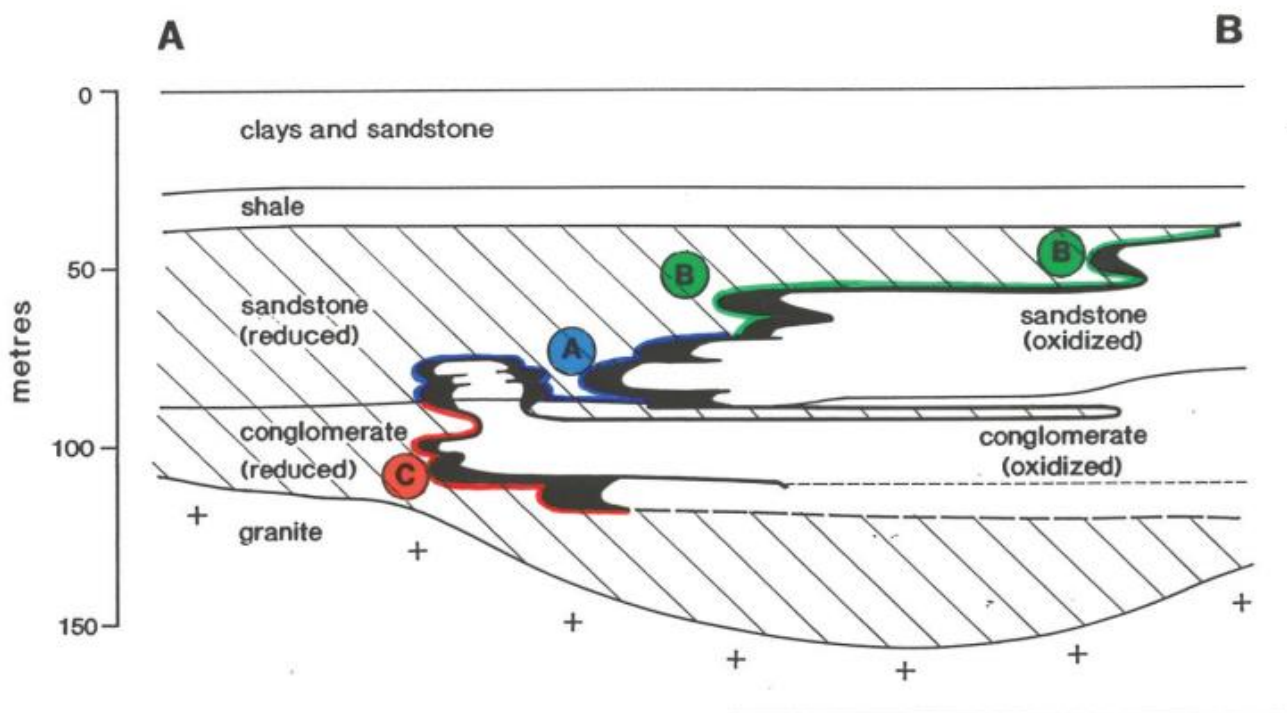 A
B
0
clays and sandstone
shale
50
B
B
sandstone
(reduced)
A
sandstone
(oxidized)
metres
conglomerate
(reduced)
100
C
conglomerate
(oxidized)
granite
150